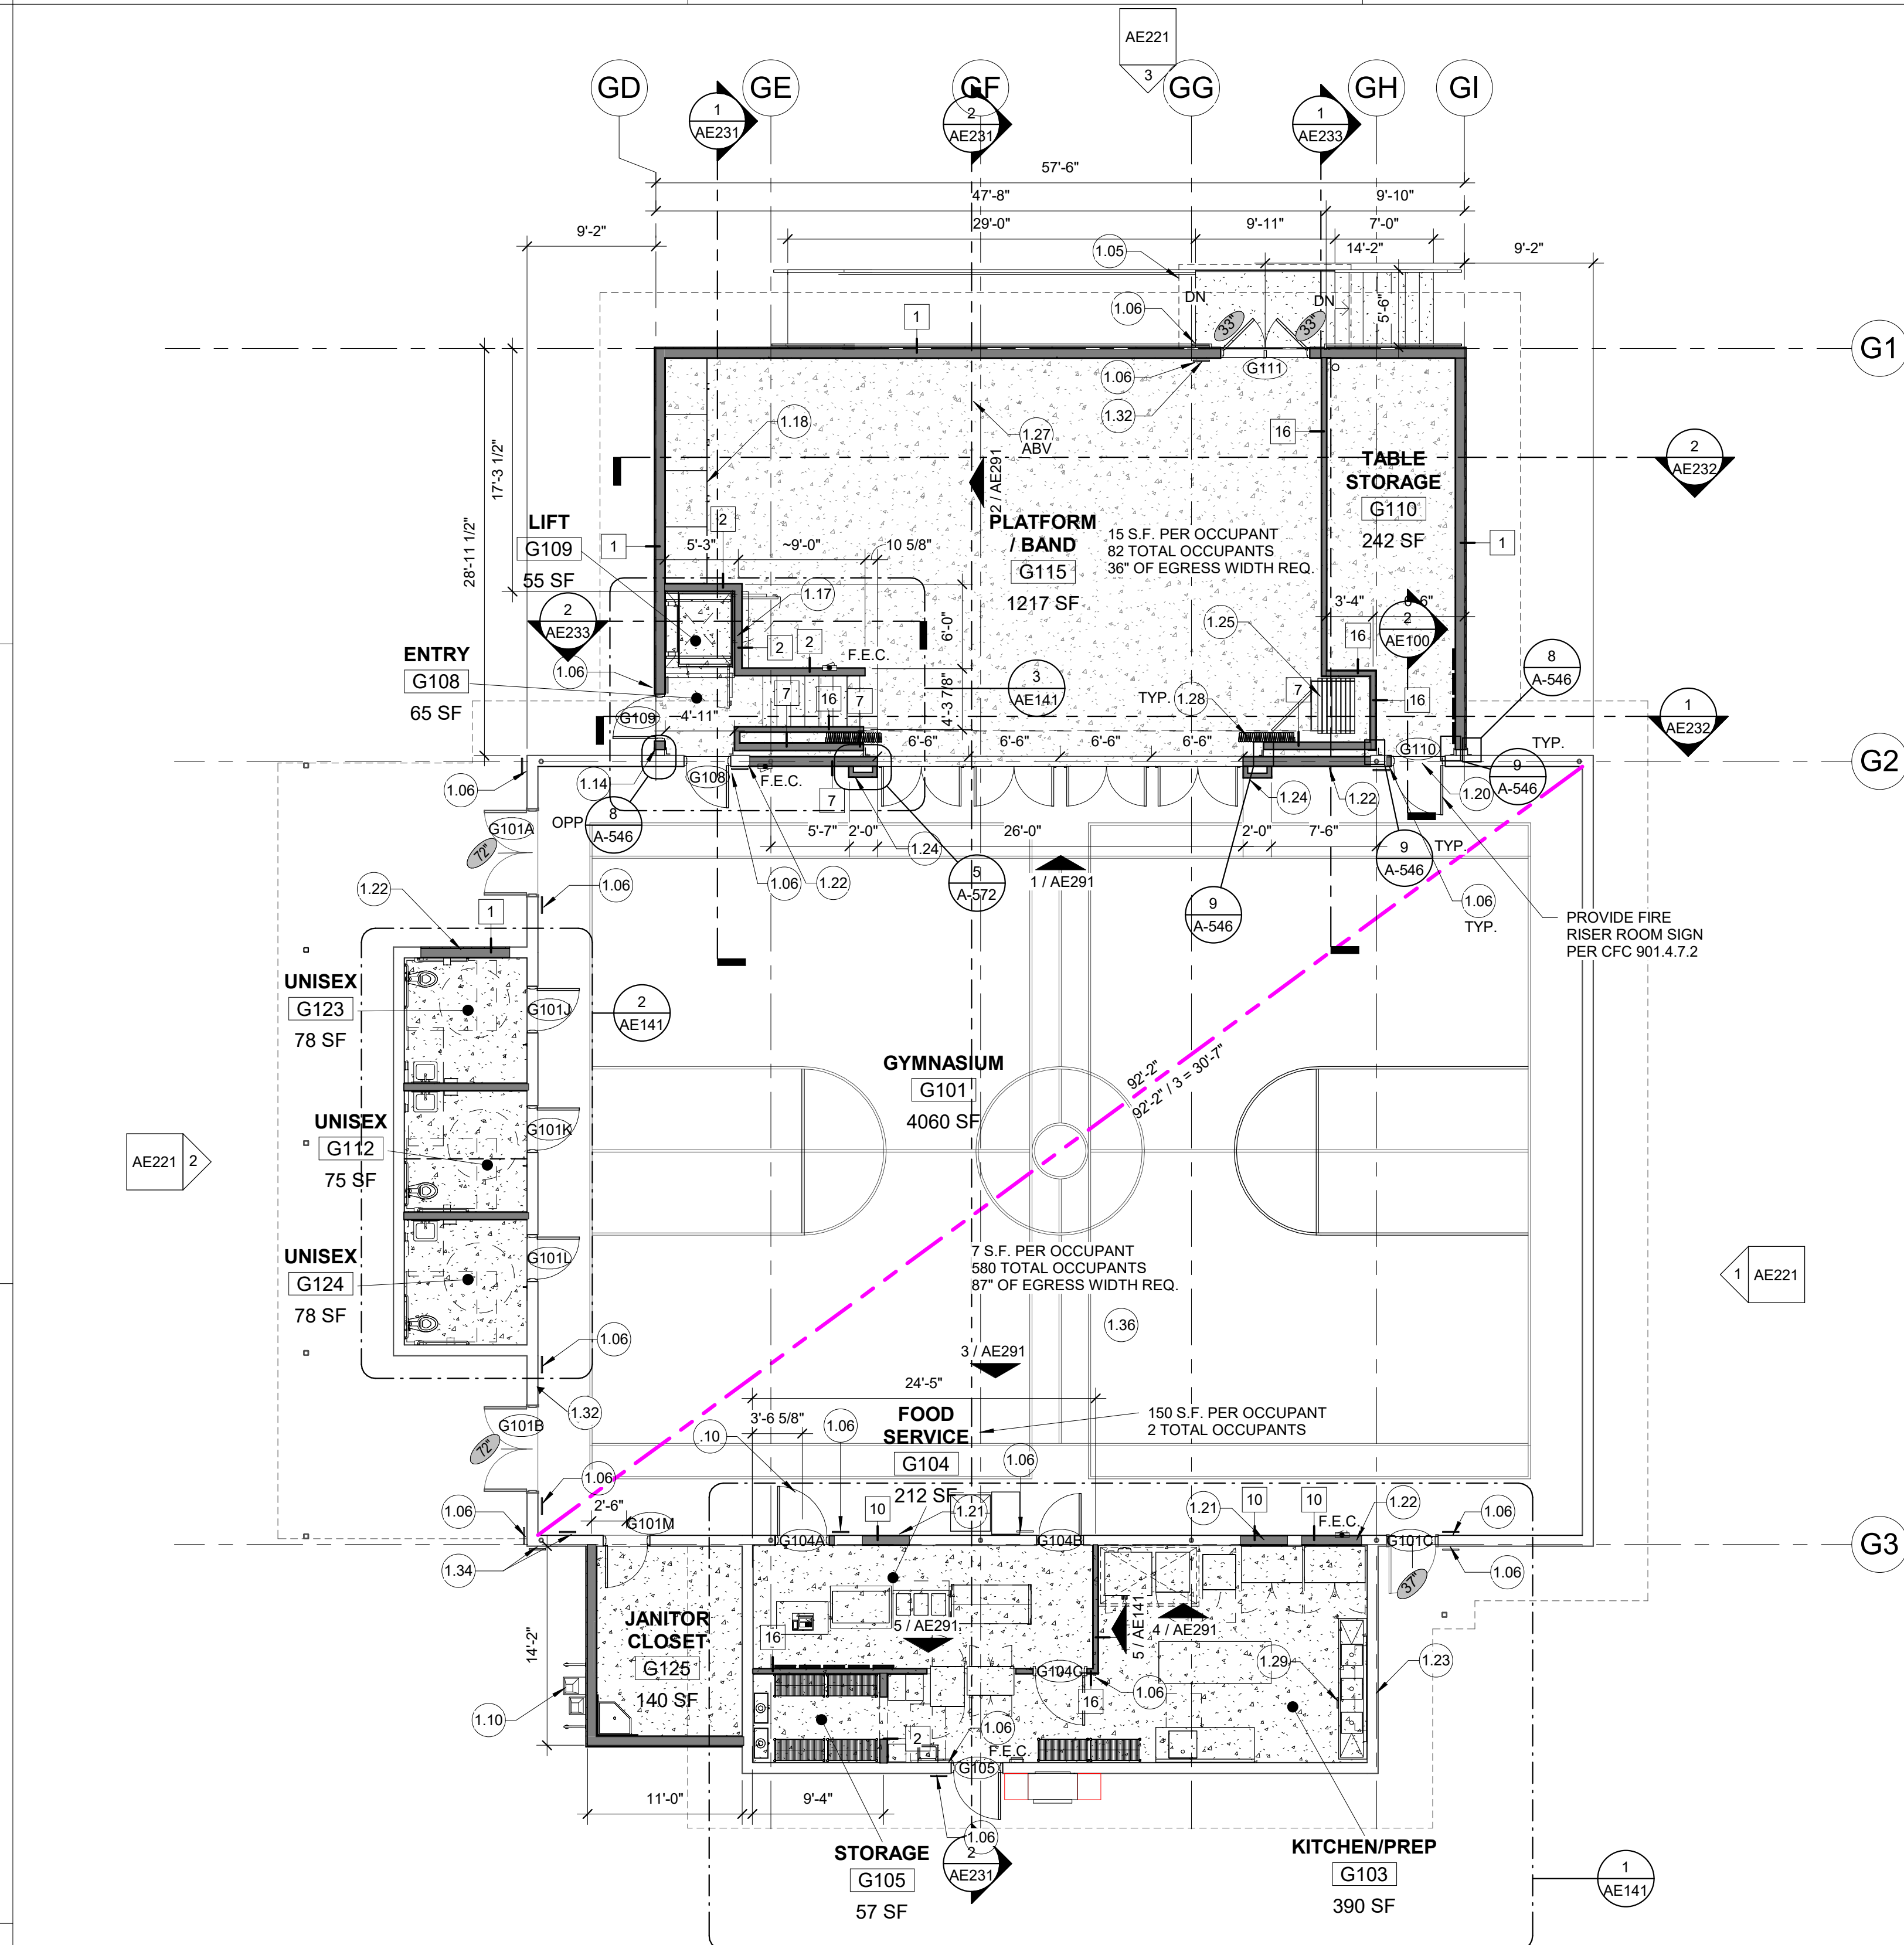 AE221
3
GD
GE
GF
GG
GH
GI
1
AE231
2
AE231
1
AE233
57'-6"
47'-8"
9'-10"
29'-0"
9'-11"
7'-0"
9'-2"
14'-2"
9'-2"
1.05
DN
DN
5'-6"
1.06
33"
33"
1
G1
G111
1.06
1.32
1.18
1.27
ABV
16
2
AE232
2 / AE291
17'-3 1/2"
28'-11 1/2"
TABLE
STORAGE
G110
242 SF
LIFT
G109
55 SF
1
2
5'-3"
~9'-0"
10 5/8"
PLATFORM
/ BAND
G115
1217 SF
15 S.F. PER OCCUPANT
82 TOTAL OCCUPANTS
36" OF EGRESS WIDTH REQ.
1
2
AE233
1.17
3'-4"
2
AE100
6'-0"
1.25
16
2
2
F.E.C.
ENTRY
G108
65 SF
1.06
8
A-546
3
AE141
7
16
7
TYP.
1.28
7
16
G109
4'-11"
4'-3 7/8"
1
AE232
6'-6"
6'-6"
6'-6"
6'-6"
G110
TYP.
G2
1.06
1.14
G108
F.E.C.
7
9
A-546
1.24
1.22
1.20
OPP
8
A-546
G101A
72"
5'-7"
2'-0"
26'-0"
2'-0"
7'-6"
1.24
9
A-546
TYP.
1.22
1.06
1.06
1.22
5
A-572
1 / AE291
9
A-546
1.06
TYP.
PROVIDE FIRE
RISER ROOM SIGN
PER CFC 901.4.7.2
1
UNISEX
G123
78 SF
G101J
2
AE141
GYMNASIUM
G101
4060 SF
92'-2"
92'-2" / 3 = 30'-7"
UNISEX
G112
75 SF
G101K
AE221
2
UNISEX
G124
78 SF
G101L
7 S.F. PER OCCUPANT
580 TOTAL OCCUPANTS
87" OF EGRESS WIDTH REQ.
1
AE221
1.36
1.06
3 / AE291
24'-5"
1.32
G101B
72"
3'-6 5/8"
1.06
.10
FOOD
SERVICE
G104
212 SF
150 S.F. PER OCCUPANT
2 TOTAL OCCUPANTS
1.06
1.06
1.06
2'-6"
G101M
10
1.21
1.21
10
10
1.22
F.E.C.
1.06
G104A
G104B
G101C
G3
1.34
1.06
37"
14'-2"
JANITOR
CLOSET
G125
140 SF
16
5 / AE291
5 / AE141
4 / AE291
G104C
1.29
1.23
16
1.06
1.10
2
1.06
F.E.C.
G105
11'-0"
9'-4"
1.06
STORAGE
G105
57 SF
2
AE231
KITCHEN/PREP
G103
390 SF
1
AE141